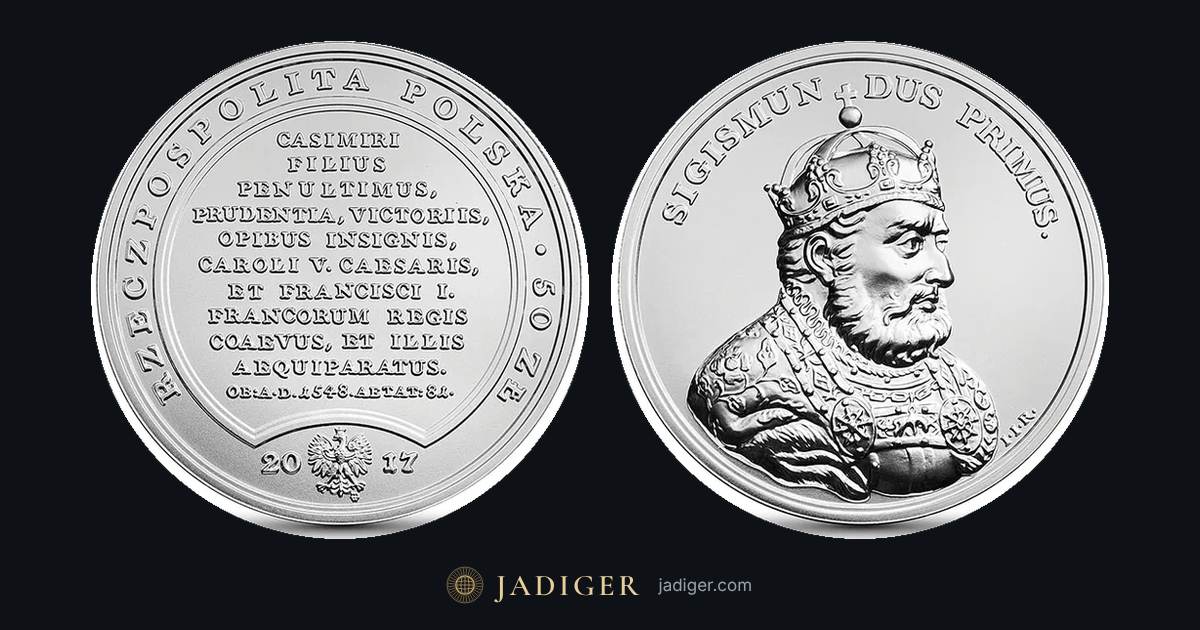 RZECZPOSPOLITA POLSKA · 50 ZŁ
CASIMIRI
FILIUS
PENULTIMUS,
PRUDENTIA, VICTORIIS,
OPIBUS INSIGNIS,
CAROLI V. CAESARIS,
ET FRANCISCI I.
FRANCORUM REGIS
COAEVUS, ET ILLIS
AEQUIPARATUS.
OB: A. D. 1548. AETAT: 81.
20 17
SIGISMUN DUS PRIMUS.
I.I.R.
JADIGER jadiger.com